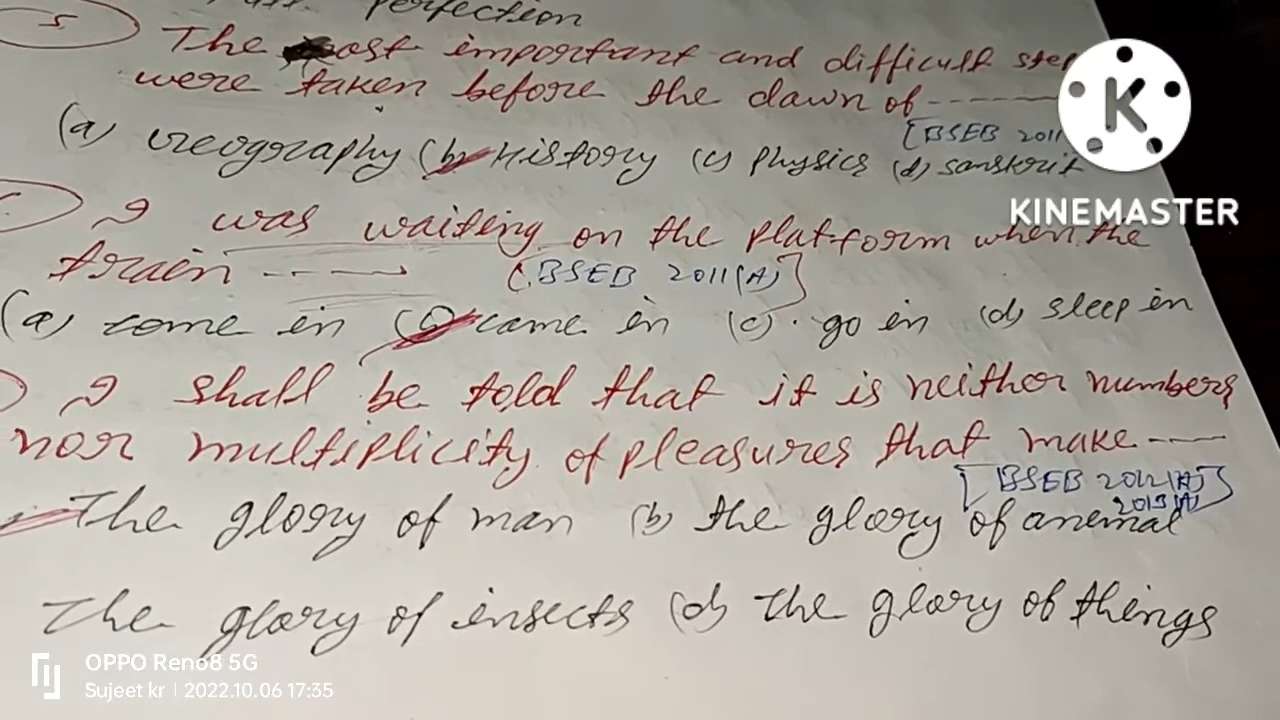 perfection
5
The most important and difficult step
were taken before the dawn of ------
[BSEB 2011
(a) Geography (b) History (c) Physics (d) sanskrit
I was waiting on the platform when the
train ---- [BSEB 2011(A)]
(a) come in (b) came in (c) go in (d) sleep in
I shall be told that it is neither numbers
nor multiplicity of pleasures that make ----
[BSEB 2012(A)
2013(A)]
The glory of man (b) the glory of anemal
The glory of insects (d) The glory of things
K
KINEMASTER
OPPO Reno8 5G
Sujeet kr | 2022.10.06 17:35